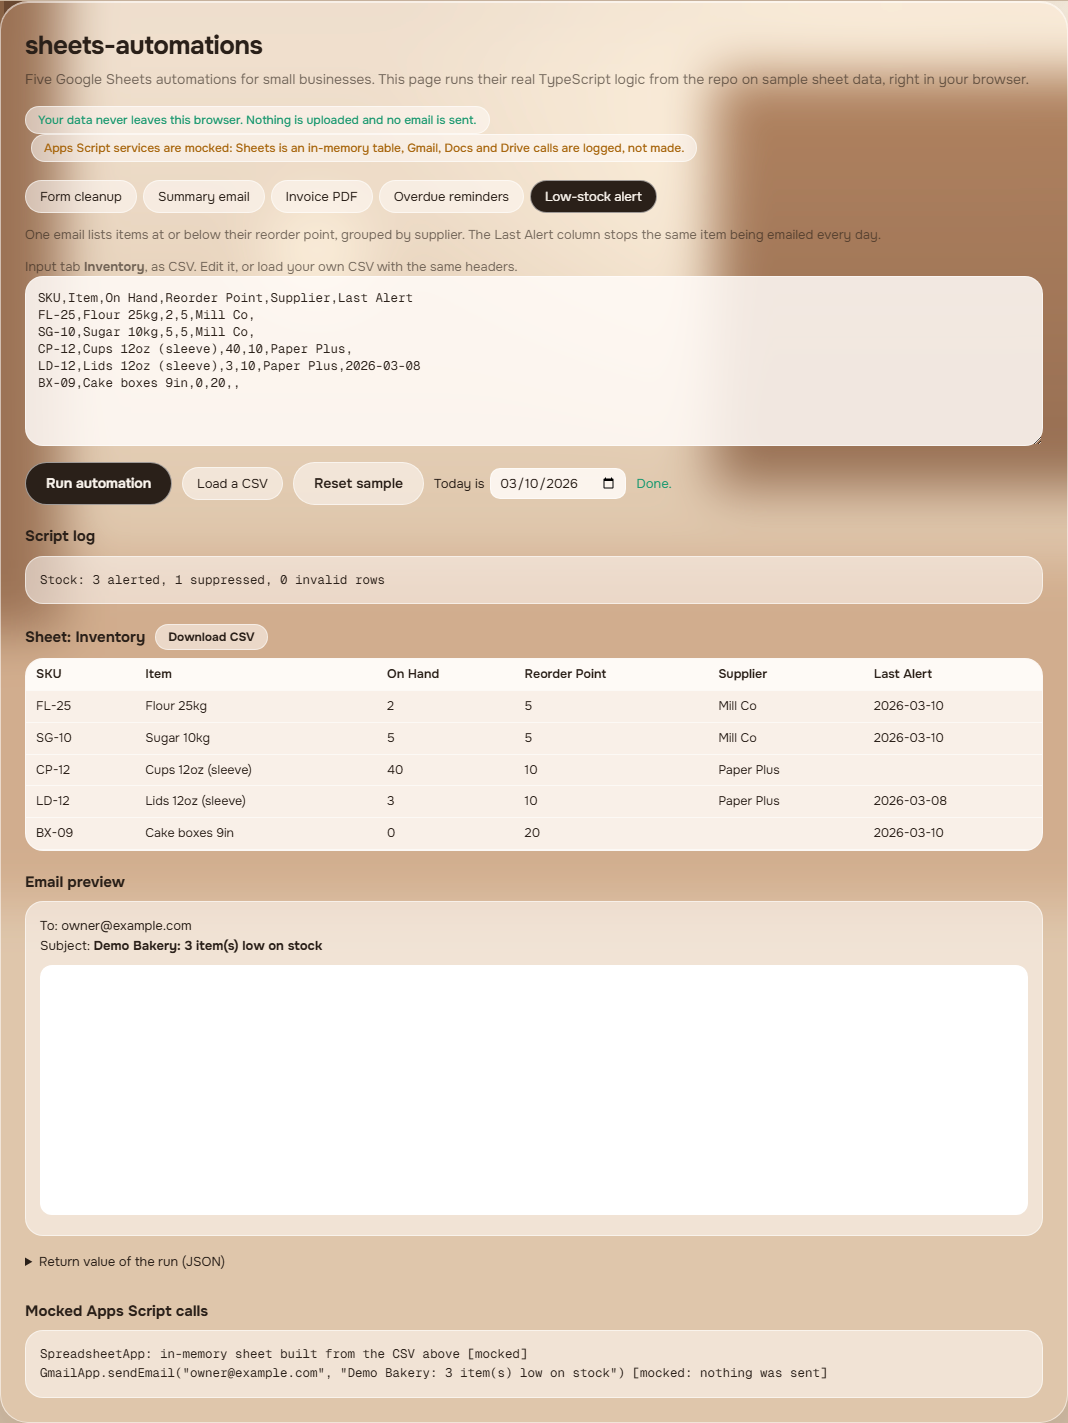 sheets-automations
Five Google Sheets automations for small businesses. This page runs their real TypeScript logic from the repo on sample sheet data, right in your browser.
Your data never leaves this browser. Nothing is uploaded and no email is sent.
Apps Script services are mocked: Sheets is an in-memory table, Gmail, Docs and Drive calls are logged, not made.
Form cleanup Summary email Invoice PDF Overdue reminders Low-stock alert
One email lists items at or below their reorder point, grouped by supplier. The Last Alert column stops the same item being emailed every day.
Input tab Inventory, as CSV. Edit it, or load your own CSV with the same headers.
SKU,Item,On Hand,Reorder Point,Supplier,Last Alert
FL-25,Flour 25kg,2,5,Mill Co,
SG-10,Sugar 10kg,5,5,Mill Co,
CP-12,Cups 12oz (sleeve),40,10,Paper Plus,
LD-12,Lids 12oz (sleeve),3,10,Paper Plus,2026-03-08
BX-09,Cake boxes 9in,0,20,,
Run automation Load a CSV Reset sample Today is 03/10/2026 Done.
Script log
Stock: 3 alerted, 1 suppressed, 0 invalid rows
Sheet: Inventory Download CSV
SKU Item On Hand Reorder Point Supplier Last Alert
FL-25 Flour 25kg 2 5 Mill Co 2026-03-10
SG-10 Sugar 10kg 5 5 Mill Co 2026-03-10
CP-12 Cups 12oz (sleeve) 40 10 Paper Plus
LD-12 Lids 12oz (sleeve) 3 10 Paper Plus 2026-03-08
BX-09 Cake boxes 9in 0 20 2026-03-10
Email preview
To: owner@example.com
Subject: Demo Bakery: 3 item(s) low on stock
Return value of the run (JSON)
Mocked Apps Script calls
SpreadsheetApp: in-memory sheet built from the CSV above [mocked]
GmailApp.sendEmail("owner@example.com", "Demo Bakery: 3 item(s) low on stock") [mocked: nothing was sent]